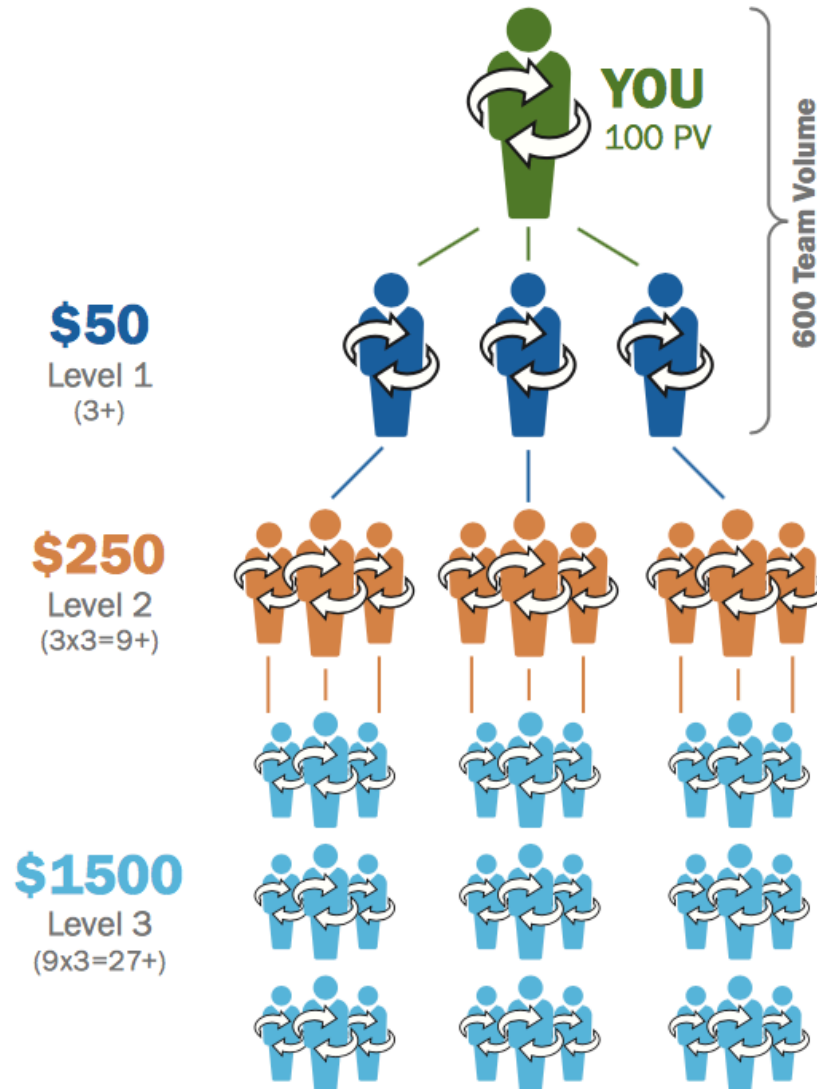 YOU
100 PV
600 Team Volume
$50
Level 1
(3+)
$250
Level 2
(3x3=9+)
$1500
Level 3
(9x3=27+)